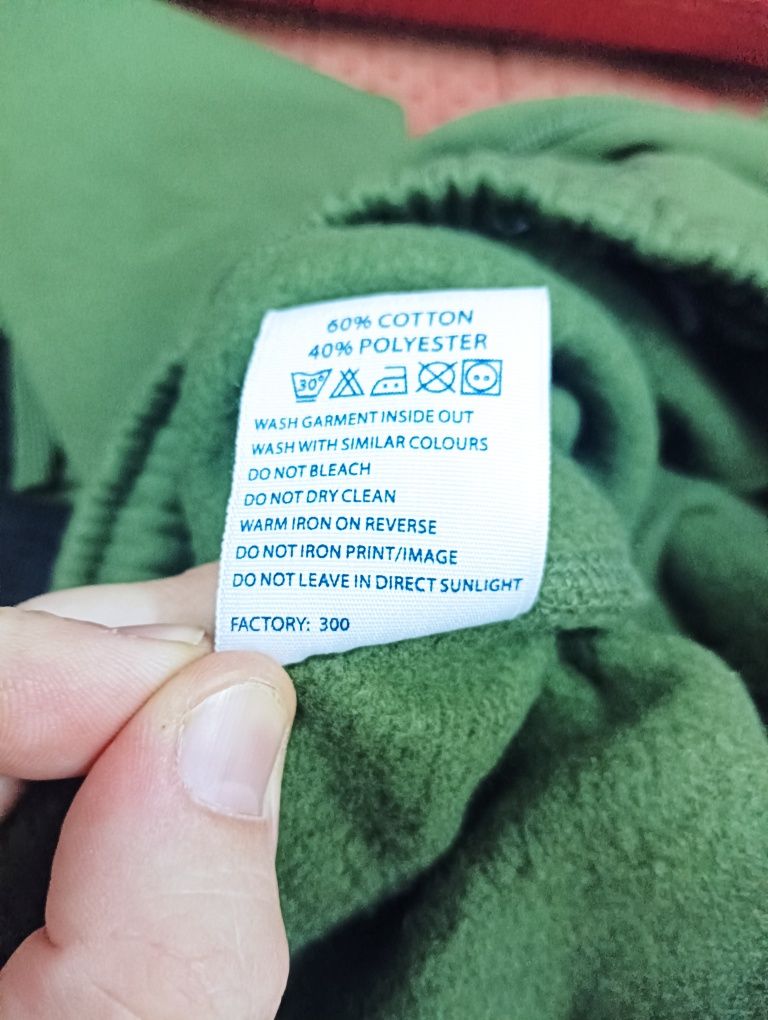 60% COTTON
40% POLYESTER
30°
WASH GARMENT INSIDE OUT
WASH WITH SIMILAR COLOURS
DO NOT BLEACH
DO NOT DRY CLEAN
WARM IRON ON REVERSE
DO NOT IRON PRINT/IMAGE
DO NOT LEAVE IN DIRECT SUNLIGHT
FACTORY: 300